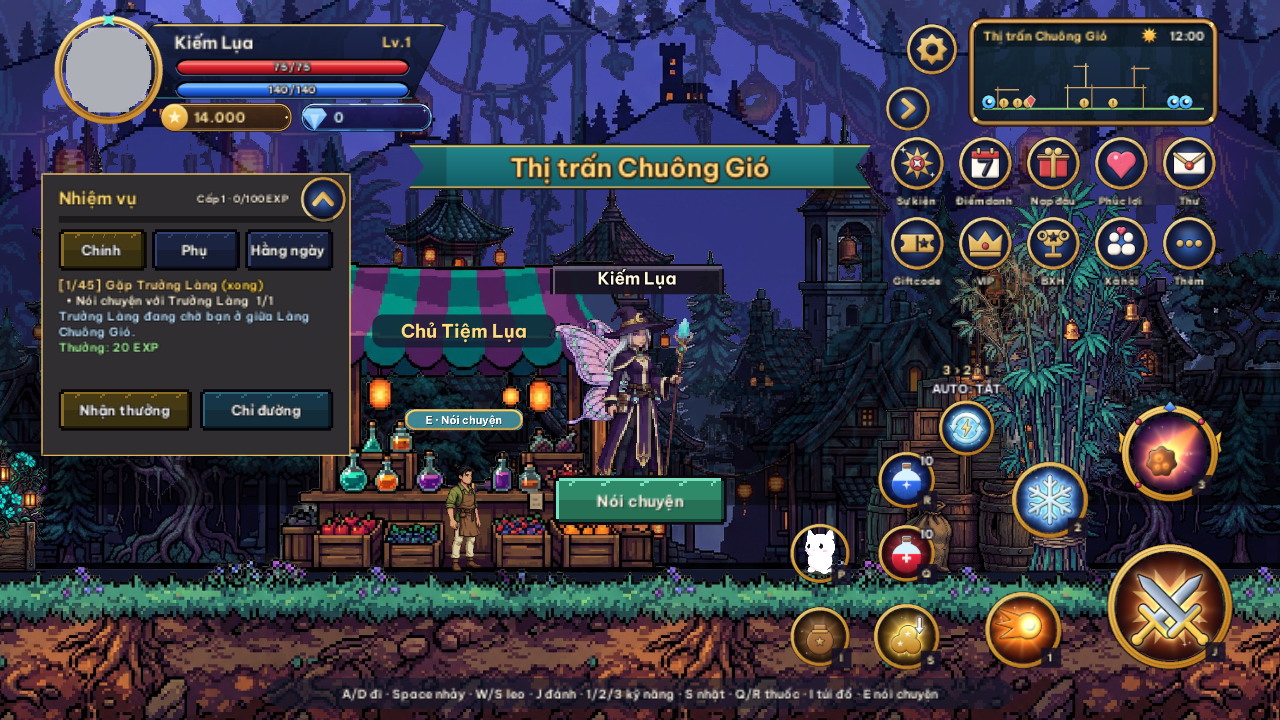 Kiếm Lụa
Lv.1
75/75
140/140
14.000
0
Thị trấn Chuông Gió
12:00
Thị trấn Chuông Gió
Sự kiện
7
Điểm danh
Nạp đầu
Phúc lợi
Thư
Giftcode
VIP
BXH
Xã hội
Thêm
Nhiệm vụ
Cấp 1 · 0/100 EXP
Chính
Phụ
Hằng ngày
[1/45] Gặp Trưởng Làng (xong)
• Nói chuyện với Trưởng Làng 1/1
Trưởng Làng đang chờ bạn ở giữa Làng
Chuông Gió.
Thưởng: 20 EXP
Nhận thưởng
Chỉ đường
Kiếm Lụa
Chủ Tiệm Lụa
E · Nói chuyện
Nói chuyện
3 > 2 > 1
AUTO: TẮT
10
R
10
Q
P
I
S
1
2
3
J
A/D đi · Space nhảy · W/S leo · J đánh · 1/2/3 kỹ năng · S nhặt · Q/R thuốc · I túi đồ · E nói chuyện